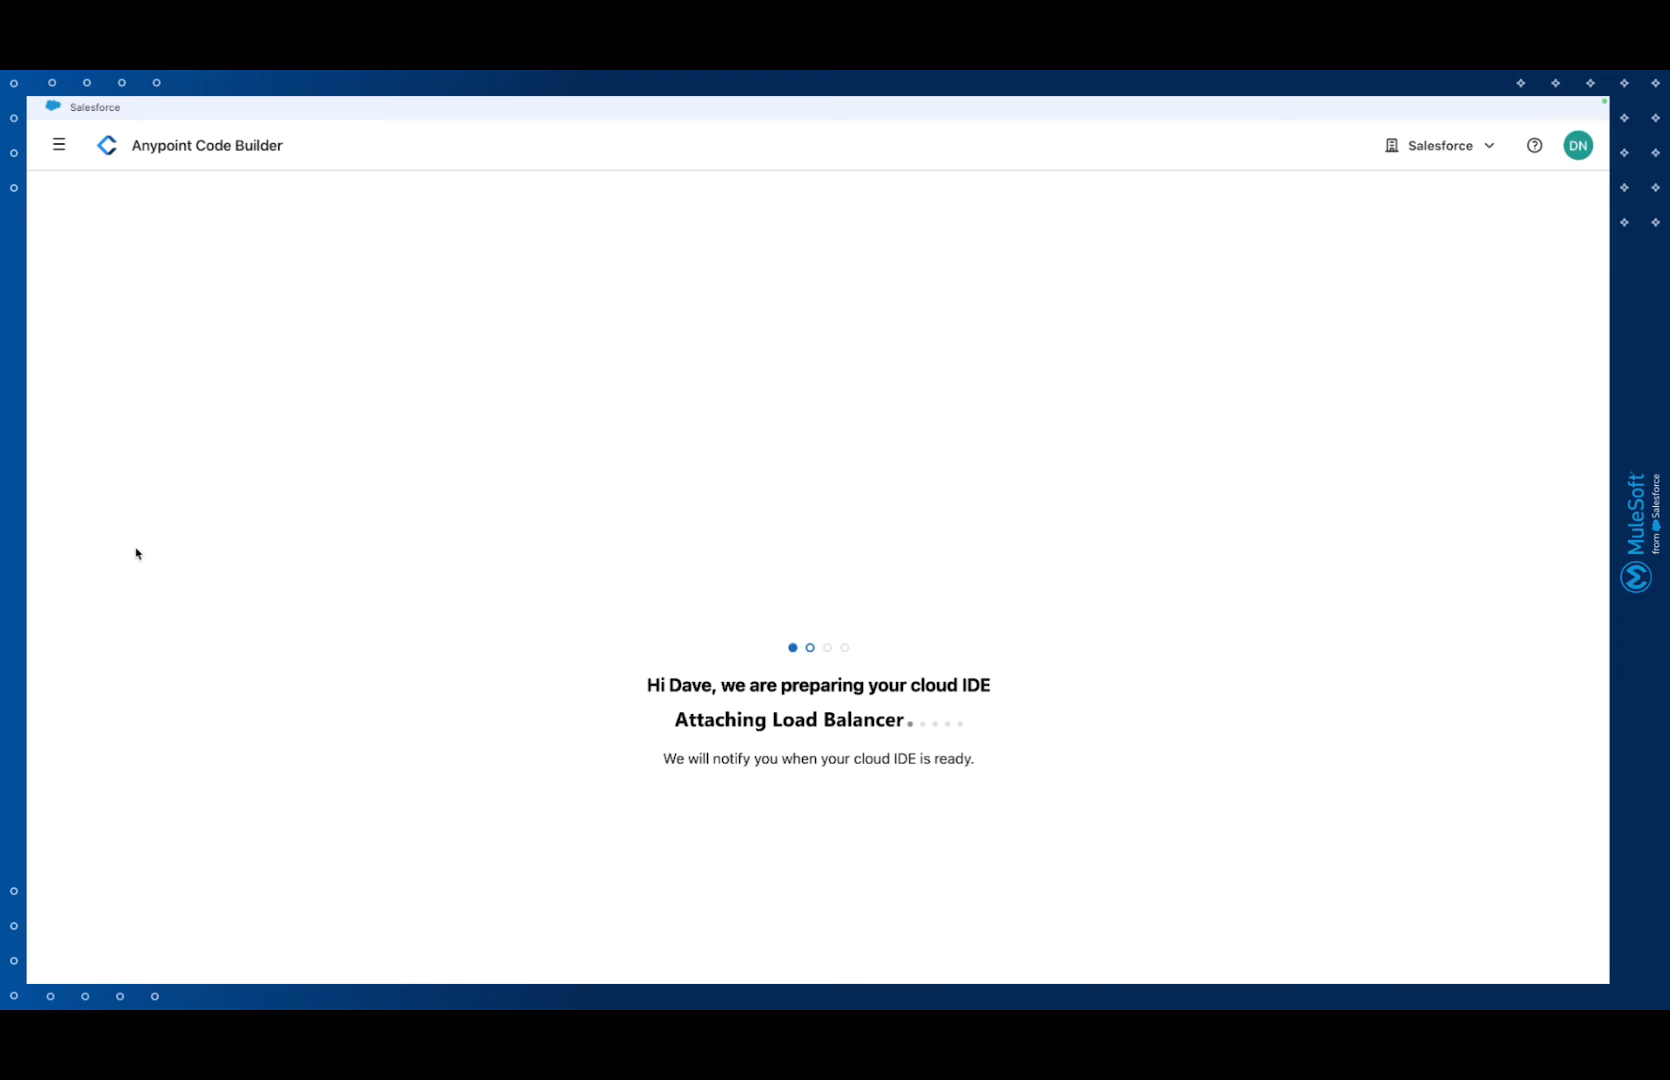 Salesforce
Anypoint Code Builder
Salesforce
DN
Hi Dave, we are preparing your cloud IDE
Attaching Load Balancer
We will notify you when your cloud IDE is ready.
MuleSoft
from Salesforce